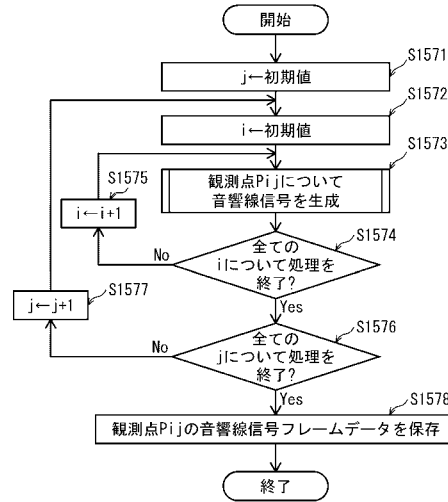 開始
S1571
j←初期値
S1572
i←初期値
S1573
観測点Pijについて
音響線信号を生成
S1575
i←i+1
S1574
全ての
iについて処理を
終了?
No
Yes
S1577
j←j+1
S1576
全ての
jについて処理を
終了?
No
Yes
S1578
観測点Pijの音響線信号フレームデータを保存
終了